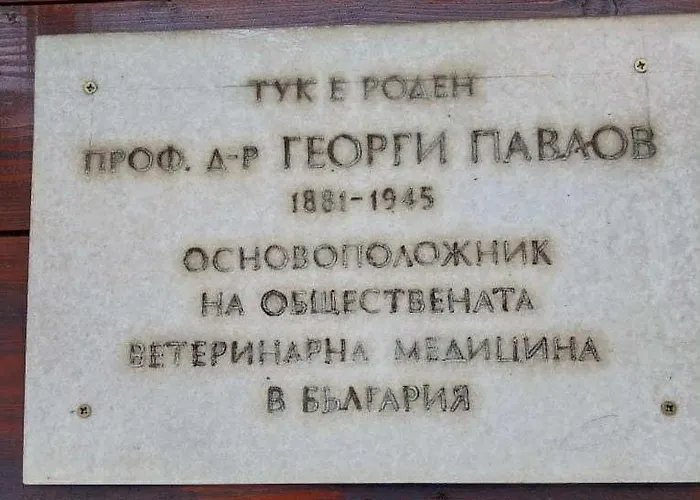 ТУК Е РОДЕН
ПРОФ. Д-Р ГЕОРГИ ПАВЛОВ
1881-1945
ОСНОВОПОЛОЖНИК
НА ОБЩЕСТВЕНАТА
ВЕТЕРИНАРНА МЕДИЦИНА
В БЪЛГАРИЯ